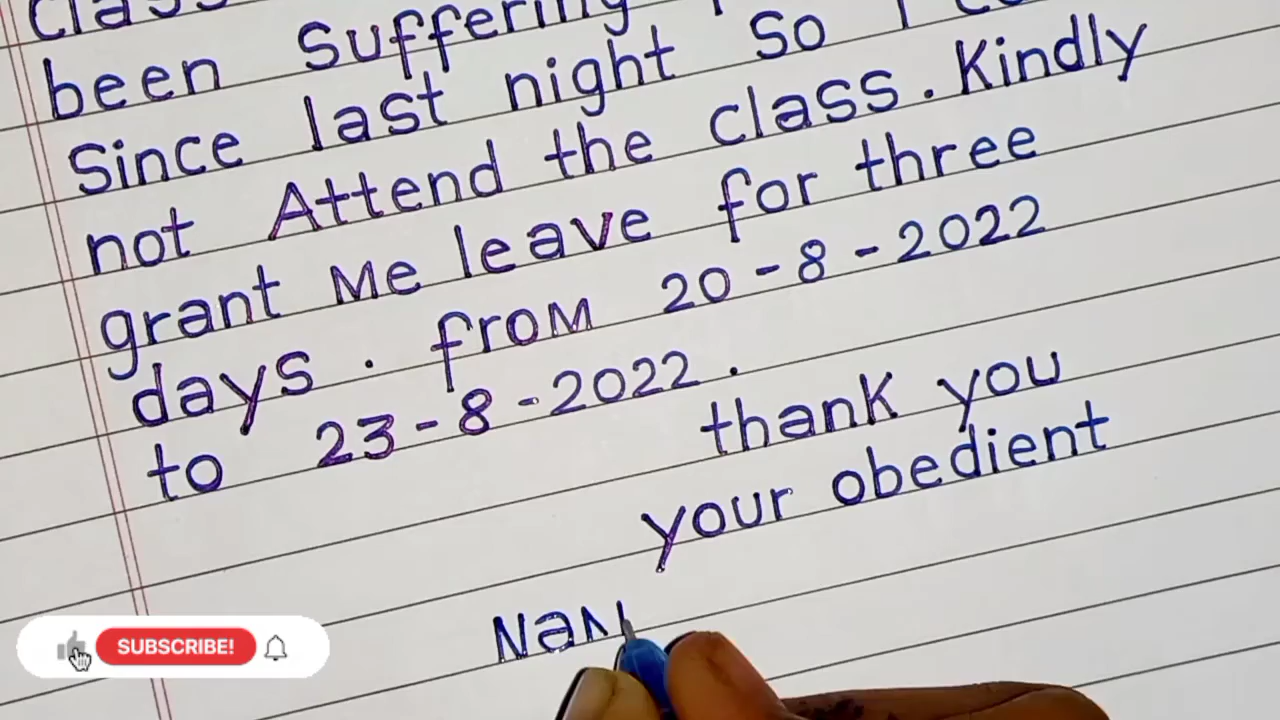 class
been Suffering
Since last night So I
not Attend the class. Kindly
grant Me leave for three
days. from 20-8-2022
to 23-8-2022.
thank you
your obedient
SUBSCRIBE!